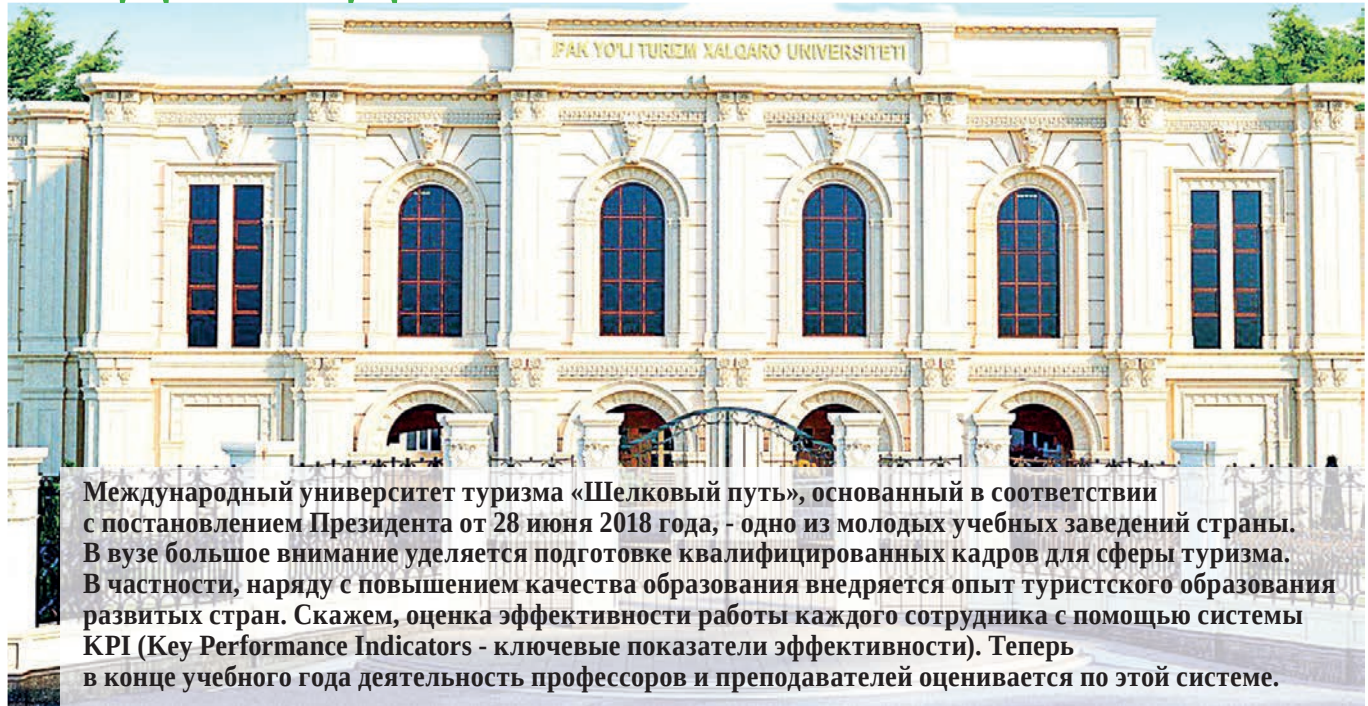 IPAK YO'LI TURIZM XALQARO UNIVERSITETI
Международный университет туризма «Шелковый путь», основанный в соответствии
с постановлением Президента от 28 июня 2018 года, - одно из молодых учебных заведений страны.
В вузе большое внимание уделяется подготовке квалифицированных кадров для сферы туризма.
В частности, наряду с повышением качества образования внедряется опыт туристского образования
развитых стран. Скажем, оценка эффективности работы каждого сотрудника с помощью системы
KPI (Key Performance Indicators - ключевые показатели эффективности). Теперь
в конце учебного года деятельность профессоров и преподавателей оценивается по этой системе.